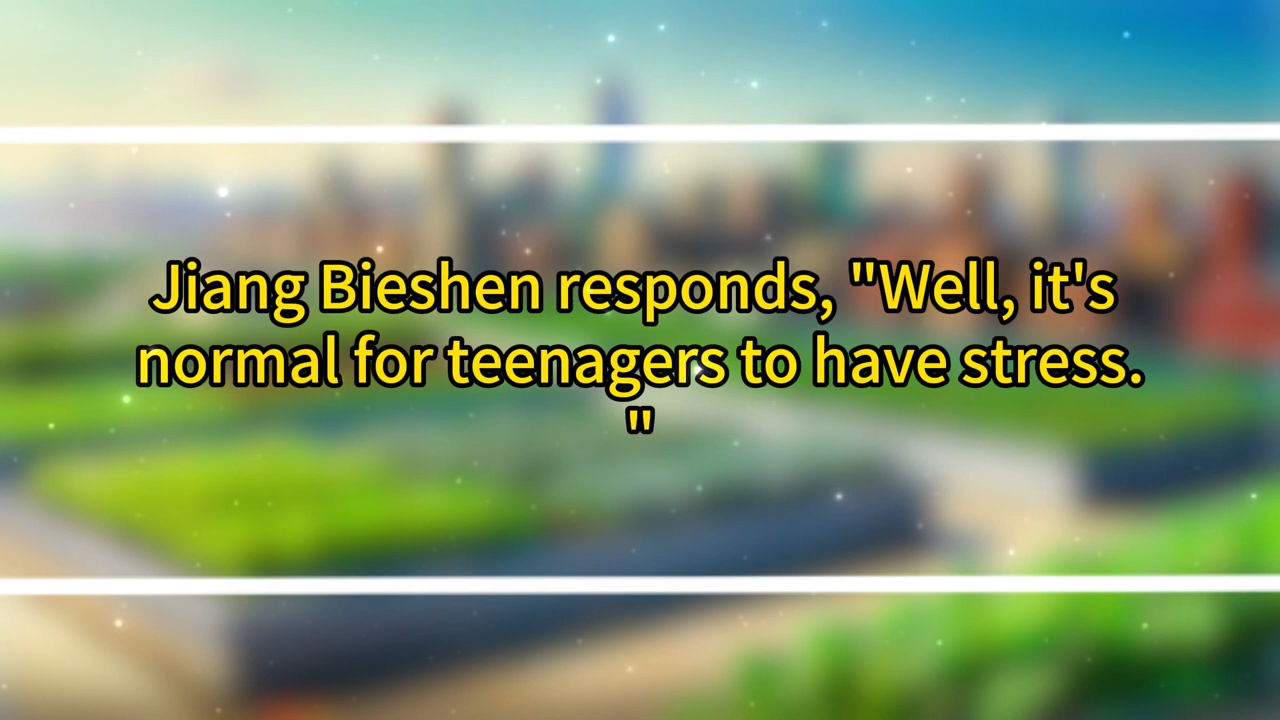 Jiang Bieshen responds, "Well, it's
normal for teenagers to have stress.
"